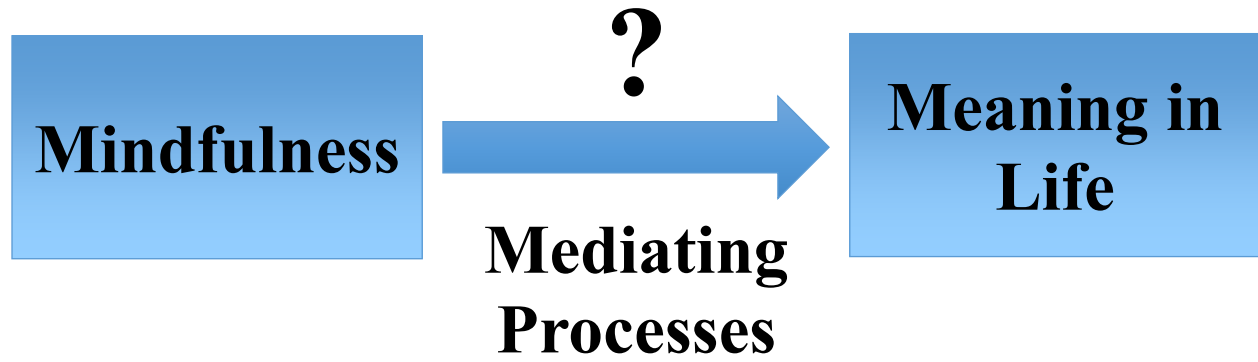 Mindfulness
?
Mediating
Processes
Meaning in
Life